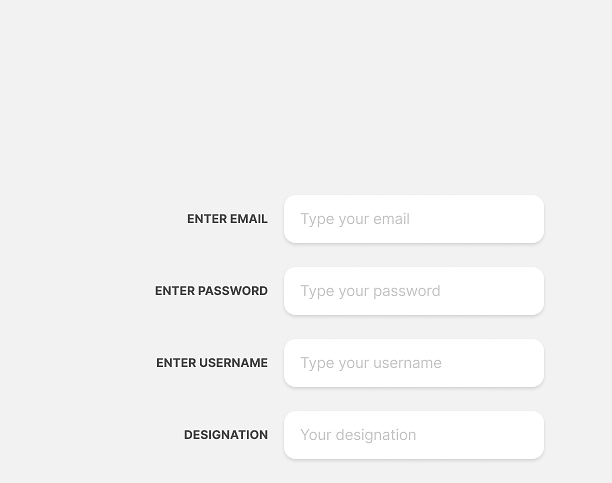 ENTER EMAIL Type your email
ENTER PASSWORD Type your password
ENTER USERNAME Type your username
DESIGNATION Your designation